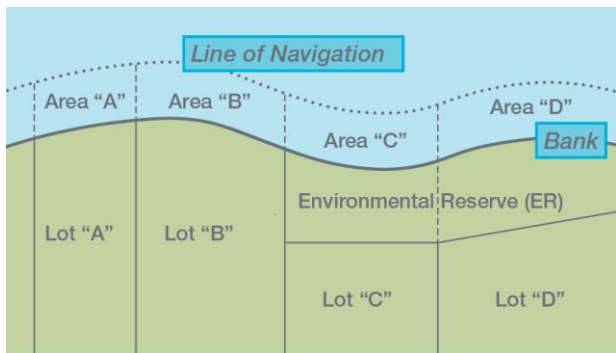 Line of Navigation
Area “A”
Area “B”
Area “D”
Area “C”
Bank
Environmental Reserve (ER)
Lot “A”
Lot “B”
Lot “C”
Lot “D”